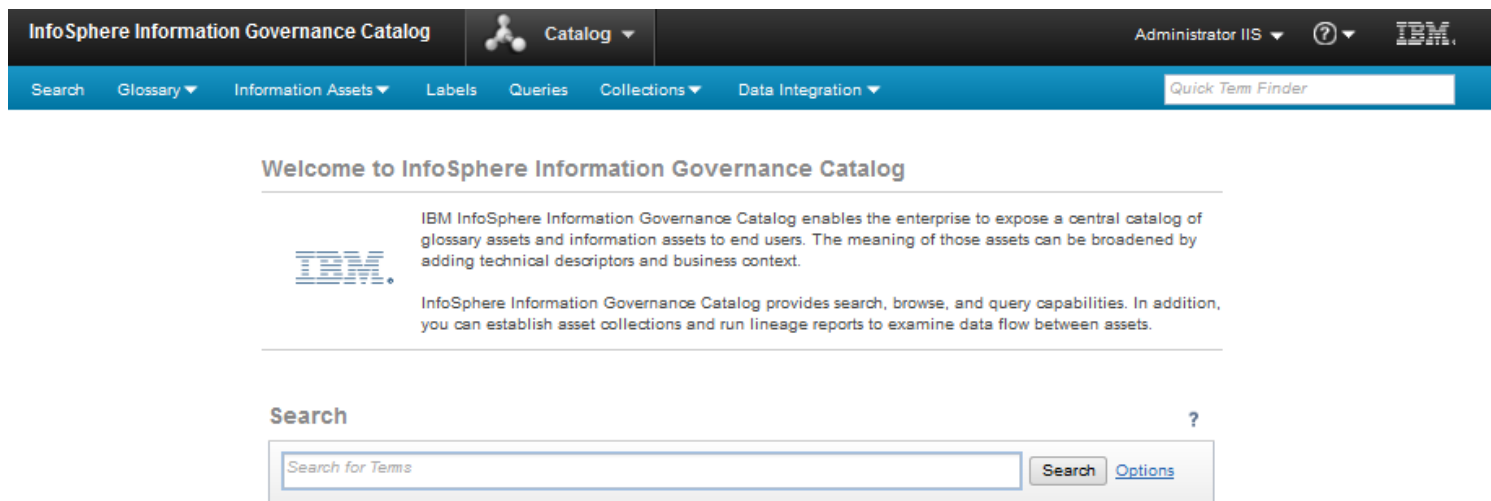 InfoSphere Information Governance Catalog Catalog Administrator IIS ? IBM.
Search Glossary Information Assets Labels Queries Collections Data Integration Quick Term Finder
Welcome to InfoSphere Information Governance Catalog
IBM InfoSphere Information Governance Catalog enables the enterprise to expose a central catalog of
glossary assets and information assets to end users. The meaning of those assets can be broadened by
adding technical descriptors and business context.
IBM.
InfoSphere Information Governance Catalog provides search, browse, and query capabilities. In addition,
you can establish asset collections and run lineage reports to examine data flow between assets.
Search ?
Search for Terms Search Options